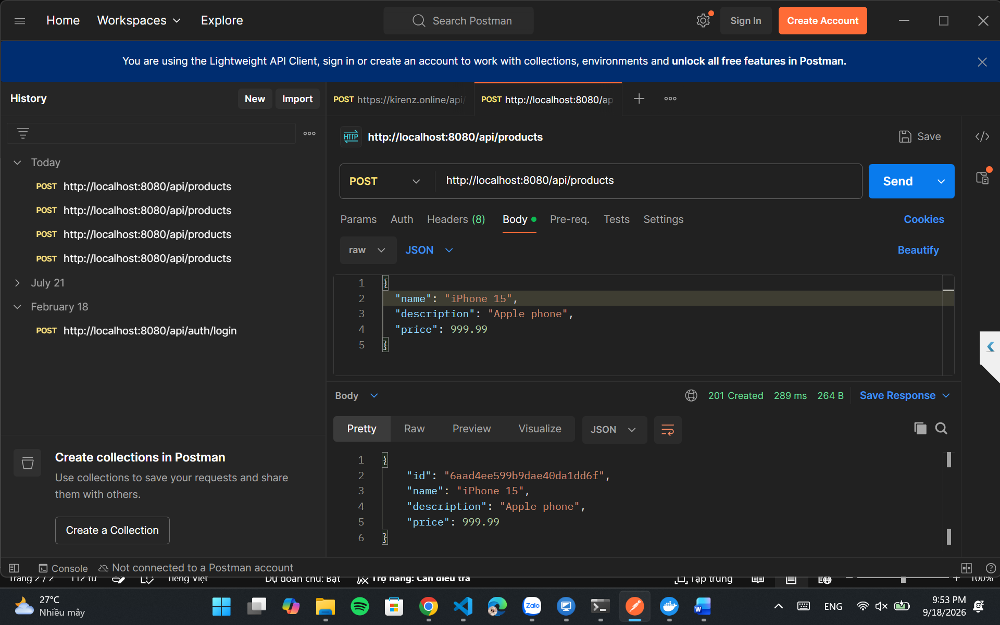 Home
Workspaces
Explore
Search Postman
Sign In
Create Account
You are using the Lightweight API Client, sign in or create an account to work with collections, environments and unlock all free features in Postman.
History
New
Import
Today
POST http://localhost:8080/api/products
POST http://localhost:8080/api/products
POST http://localhost:8080/api/products
POST http://localhost:8080/api/products
July 21
February 18
POST http://localhost:8080/api/auth/login
Create collections in Postman
Use collections to save your requests and share
them with others.
Create a Collection
POST https://kirenz.online/api/
POST http://localhost:8080/ap
HTTP
http://localhost:8080/api/products
Save
POST
http://localhost:8080/api/products
Send
Params
Auth
Headers (8)
Body
Pre-req.
Tests
Settings
Cookies
raw
JSON
Beautify
1 {
2 "name": "iPhone 15",
3 "description": "Apple phone",
4 "price": 999.99
5 }
Body
201 Created
289 ms
264 B
Save Response
Pretty
Raw
Preview
Visualize
JSON
1 {
2 "id": "6aad4ee599b9dae40da1dd6f",
3 "name": "iPhone 15",
4 "description": "Apple phone",
5 "price": 999.99
6 }
Console
Not connected to a Postman account
Trang 2 / 2
112 từ
Tiếng Việt
Dự đoán chữ: Bật
Trợ năng: Cần điều tra
Tập trung
100%
27°C
Nhiều mây
Zalo
W
ENG
9:53 PM
9/18/2026